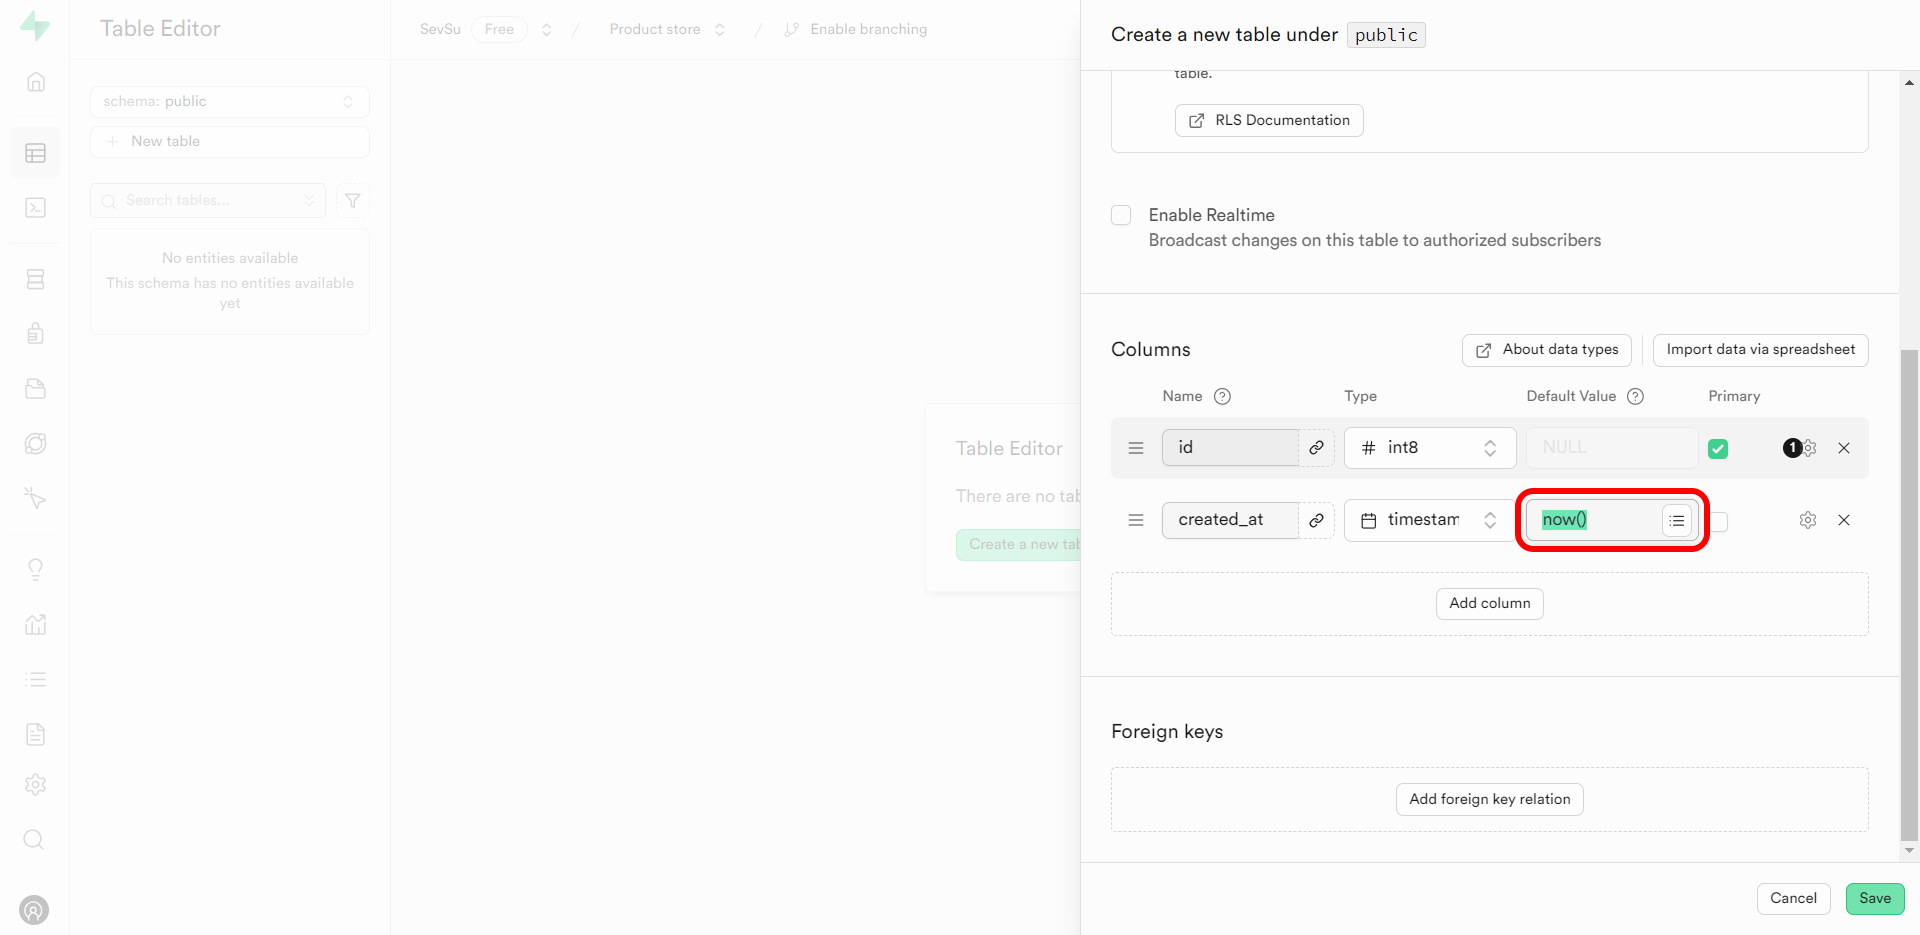 Table Editor
SevSu
Free
/
Product store
/
Enable branching
schema: public
New table
Search tables...
No entities available
This schema has no entities available
yet
Table Editor
There are no tab
Create a new tab
Create a new table under public
table.
RLS Documentation
Enable Realtime
Broadcast changes on this table to authorized subscribers
Columns
About data types
Import data via spreadsheet
Name
Type
Default Value
Primary
id
# int8
NULL
1
created_at
timestam
now()
Add column
Foreign keys
Add foreign key relation
Cancel
Save